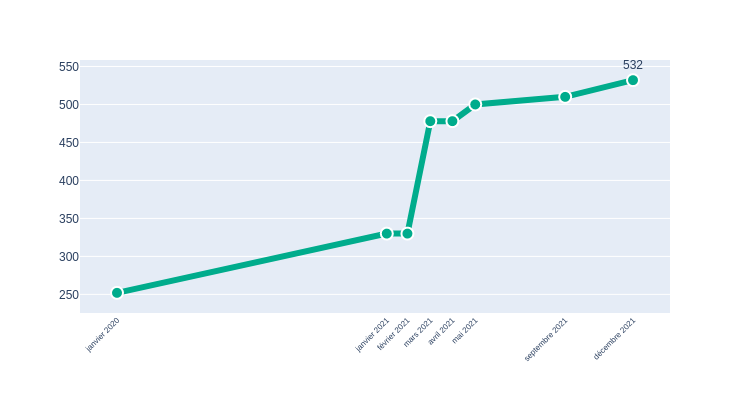 532
550
500
450
400
350
300
250
janvier 2020
janvier 2021
février 2021
mars 2021
avril 2021
mai 2021
septembre 2021
décembre 2021